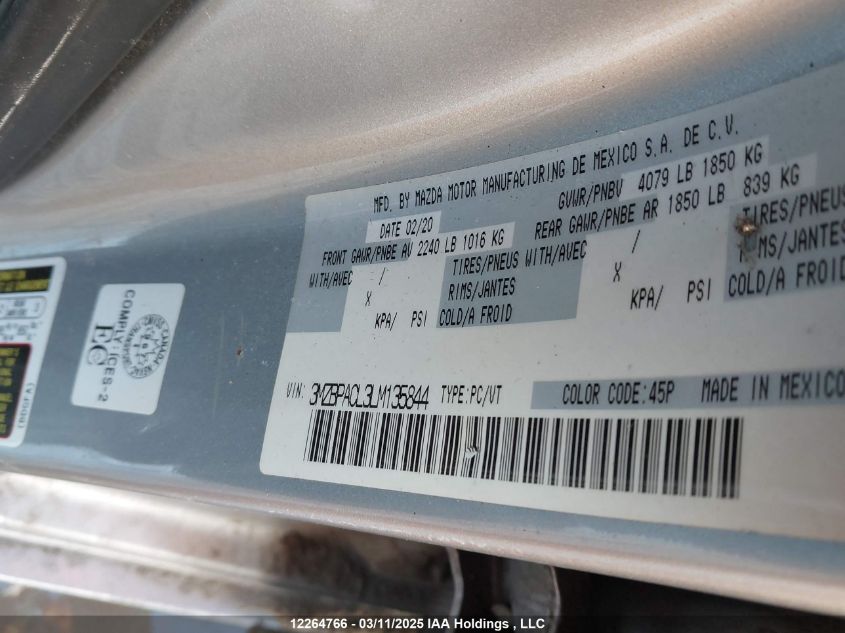 MFD. BY MAZDA MOTOR MANUFACTURING DE MEXICO S.A. DE C.V.
DATE 02/20
GVWR/PNBV 4079 LB 1850 KG
FRONT GAWR/PNBE AV 2240 LB 1016 KG
REAR GAWR/PNBE AR 1850 LB 839 KG
WITH/AVEC / TIRES/PNEUS WITH/AVEC / TIRES/PNEUS
X RIMS/JANTES X RIMS/JANTES
KPA/ PSI COLD/A FROID KPA/ PSI COLD/A FROID
VIN: 3MZBPACL3LM135844 TYPE:PC/VT COLOR CODE:45P MADE IN MEXICO
COMPLY:ICES-2
(BDGFA)
12264766 - 03/11/2025 IAA Holdings , LLC